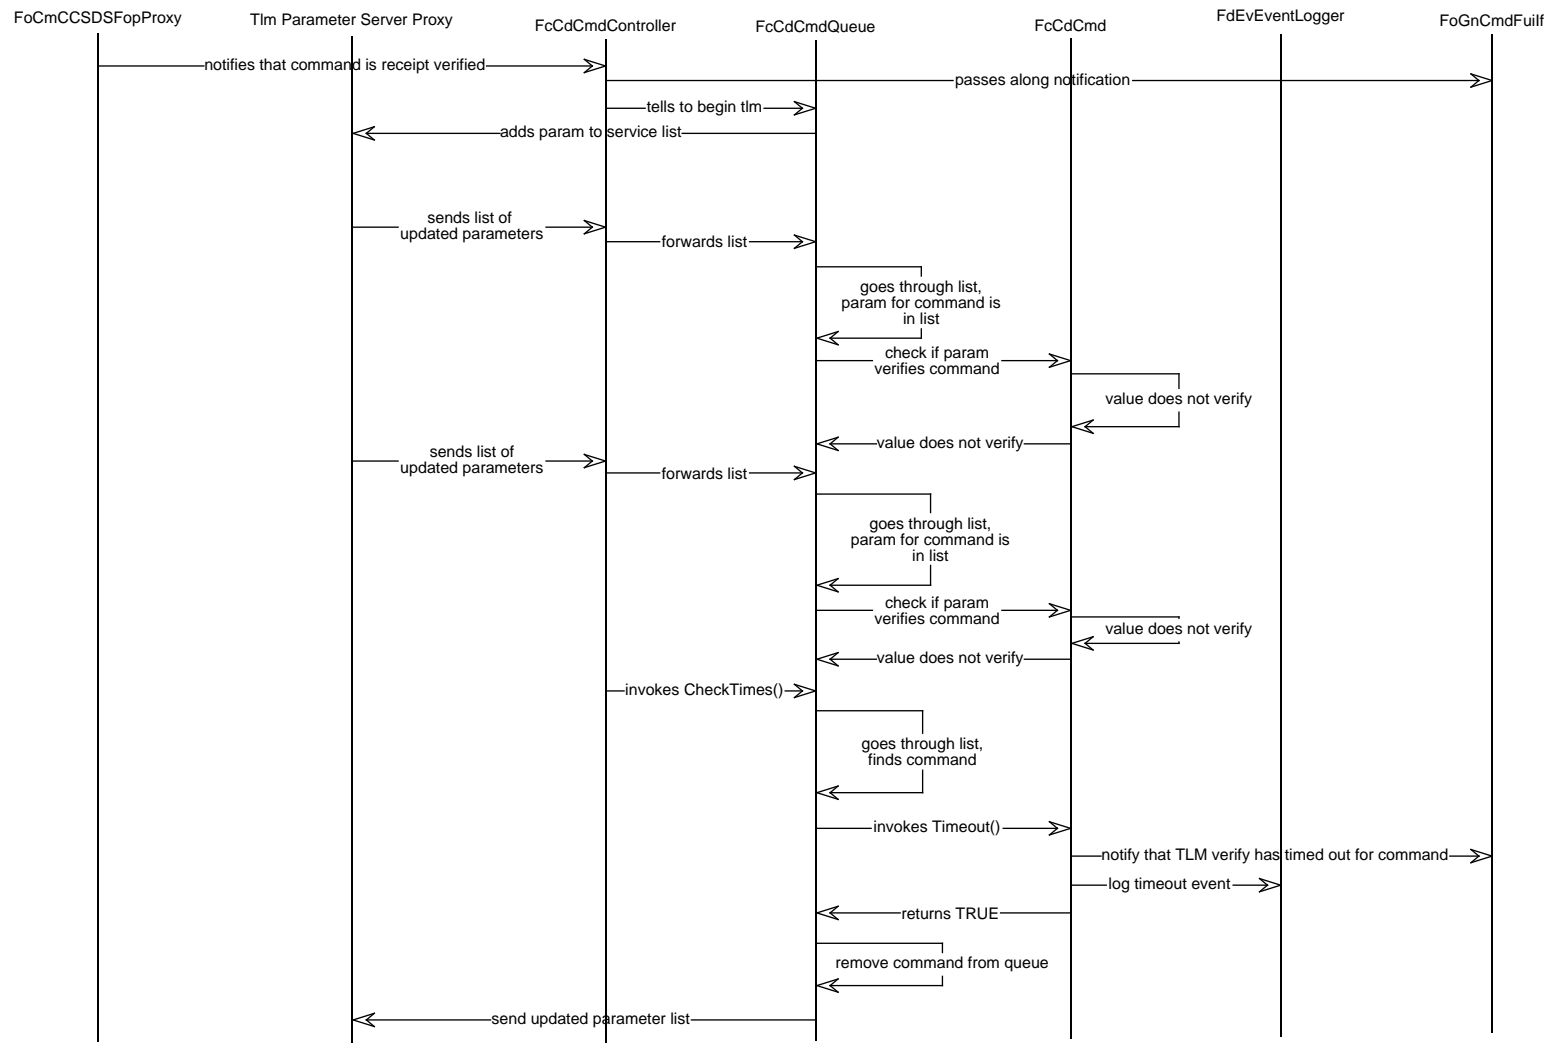 FoCmCCSDSFopProxy
Tlm Parameter Server Proxy
FcCdCmdController
FcCdCmdQueue
FcCdCmd
FdEvEventLogger
FoGnCmdFuiIf
notifies that command is receipt verified
passes along notification
tells to begin tlm
adds param to service list
sends list of
updated parameters
forwards list
goes through list,
param for command is
in list
check if param
verifies command
value does not verify
value does not verify
sends list of
updated parameters
forwards list
goes through list,
param for command is
in list
check if param
verifies command
value does not verify
value does not verify
invokes CheckTimes()
goes through list,
finds command
invokes Timeout()
notify that TLM verify has timed out for command
log timeout event
returns TRUE
remove command from queue
send updated parameter list